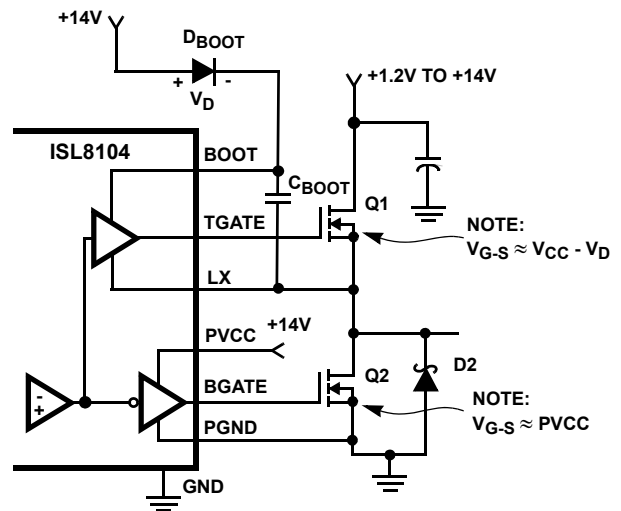 +14V
DBOOT
+ -
VD
+1.2V TO +14V
ISL8104
BOOT
CBOOT
TGATE
Q1
NOTE:
VG-S ≈ VCC - VD
LX
PVCC
+14V
Q2
D2
BGATE
NOTE:
VG-S ≈ PVCC
PGND
-
+
GND